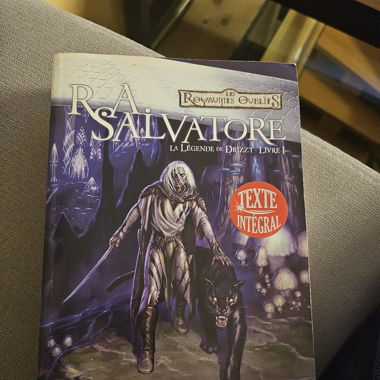 LES
ROYAUMES OUBLIÉS
R.A.
SALVATORE
LA LÉGENDE DE DRIZZT - LIVRE I
TEXTE
INTÉGRAL